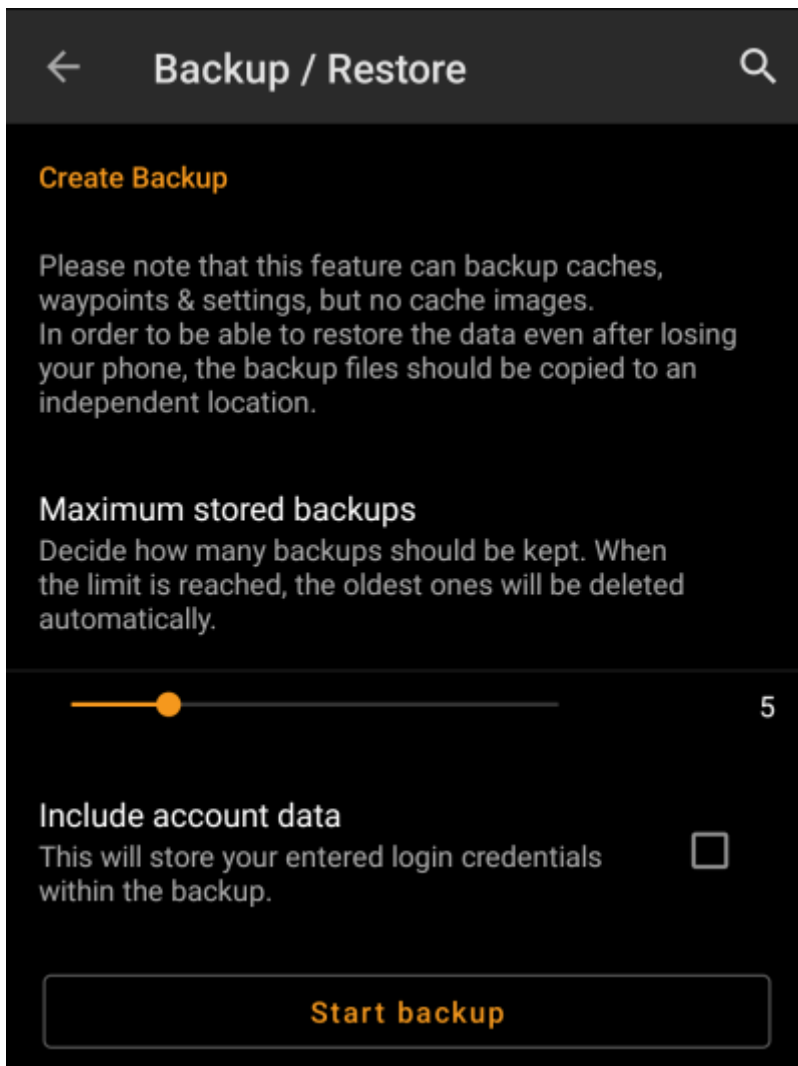 Backup / Restore
Create Backup
Please note that this feature can backup caches,
waypoints & settings, but no cache images.
In order to be able to restore the data even after losing
your phone, the backup files should be copied to an
independent location.
Maximum stored backups
Decide how many backups should be kept. When
the limit is reached, the oldest ones will be deleted
automatically.
5
Include account data
This will store your entered login credentials
within the backup.
Start backup